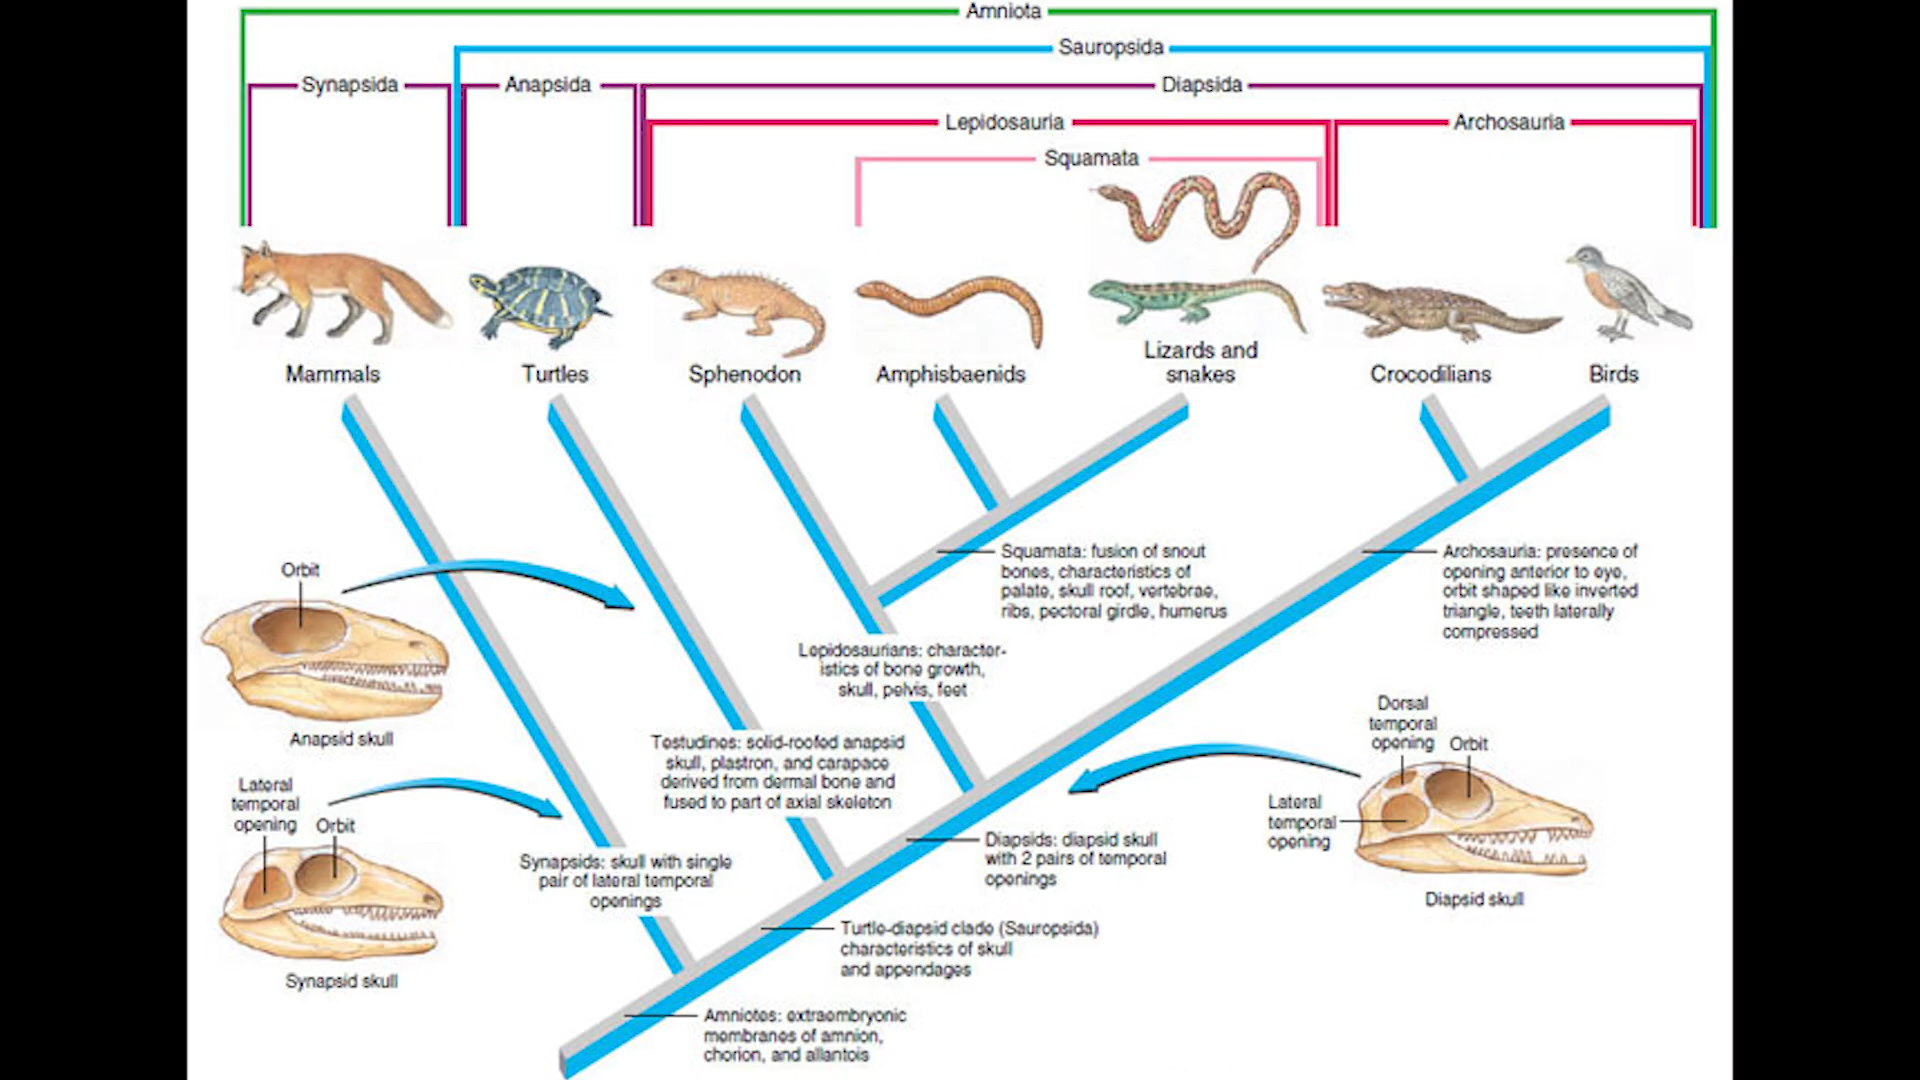 Amniota
Sauropsida
Synapsida
Anapsida
Diapsida
Lepidosauria
Archosauria
Squamata
Mammals
Turtles
Sphenodon
Amphisbaenids
Lizards and
snakes
Crocodilians
Birds
Orbit
Anapsid skull
Squamata: fusion of snout
bones, characteristics of
palate, skull roof, vertebrae,
ribs, pectoral girdle, humerus
Archosauria: presence of
opening anterior to eye,
orbit shaped like inverted
triangle, teeth laterally
compressed
Lepidosaurians: character-
istics of bone growth,
skull, pelvis, feet
Testudines: solid-roofed anapsid
skull, plastron, and carapace
derived from dermal bone and
fused to part of axial skeleton
Dorsal
temporal
opening
Orbit
Lateral
temporal
opening
Diapsid skull
Lateral
temporal
opening
Orbit
Synapsid skull
Synapsids: skull with single
pair of lateral temporal
openings
Diapsids: diapsid skull
with 2 pairs of temporal
openings
Turtle-diapsid clade (Sauropsida)
characteristics of skull
and appendages
Amniotes: extraembryonic
membranes of amnion,
chorion, and allantois